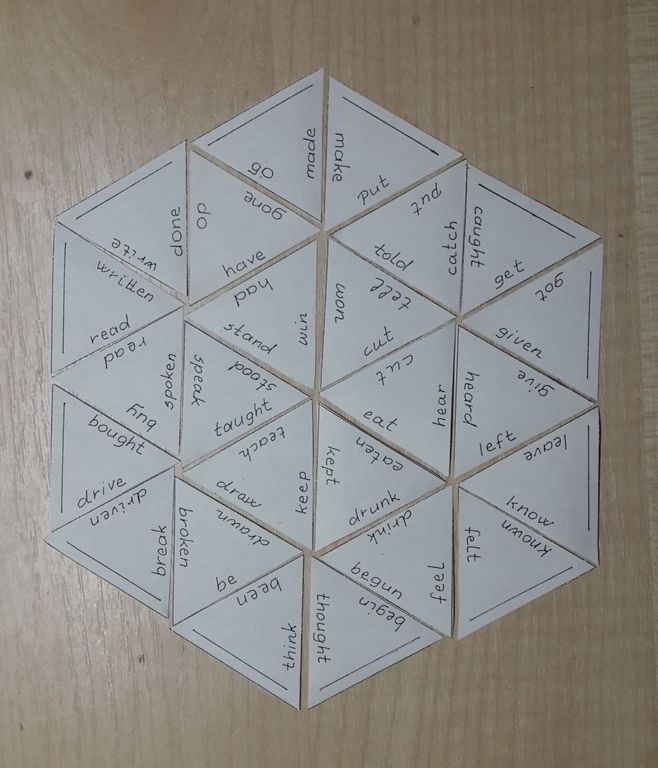 go
made
make
put
done
do
gone
put
catch
caught
write
have
told
get
got
written
had
won
tell
given
read
stand
win
cut
give
read
spoken
speak
stood
cut
hear
heard
buy
taught
eat
left
leave
bought
teach
kept
eaten
drive
draw
keep
drunk
know
driven
break
broken
drawn
drink
felt
known
be
been
begun
feel
think
thought
begin